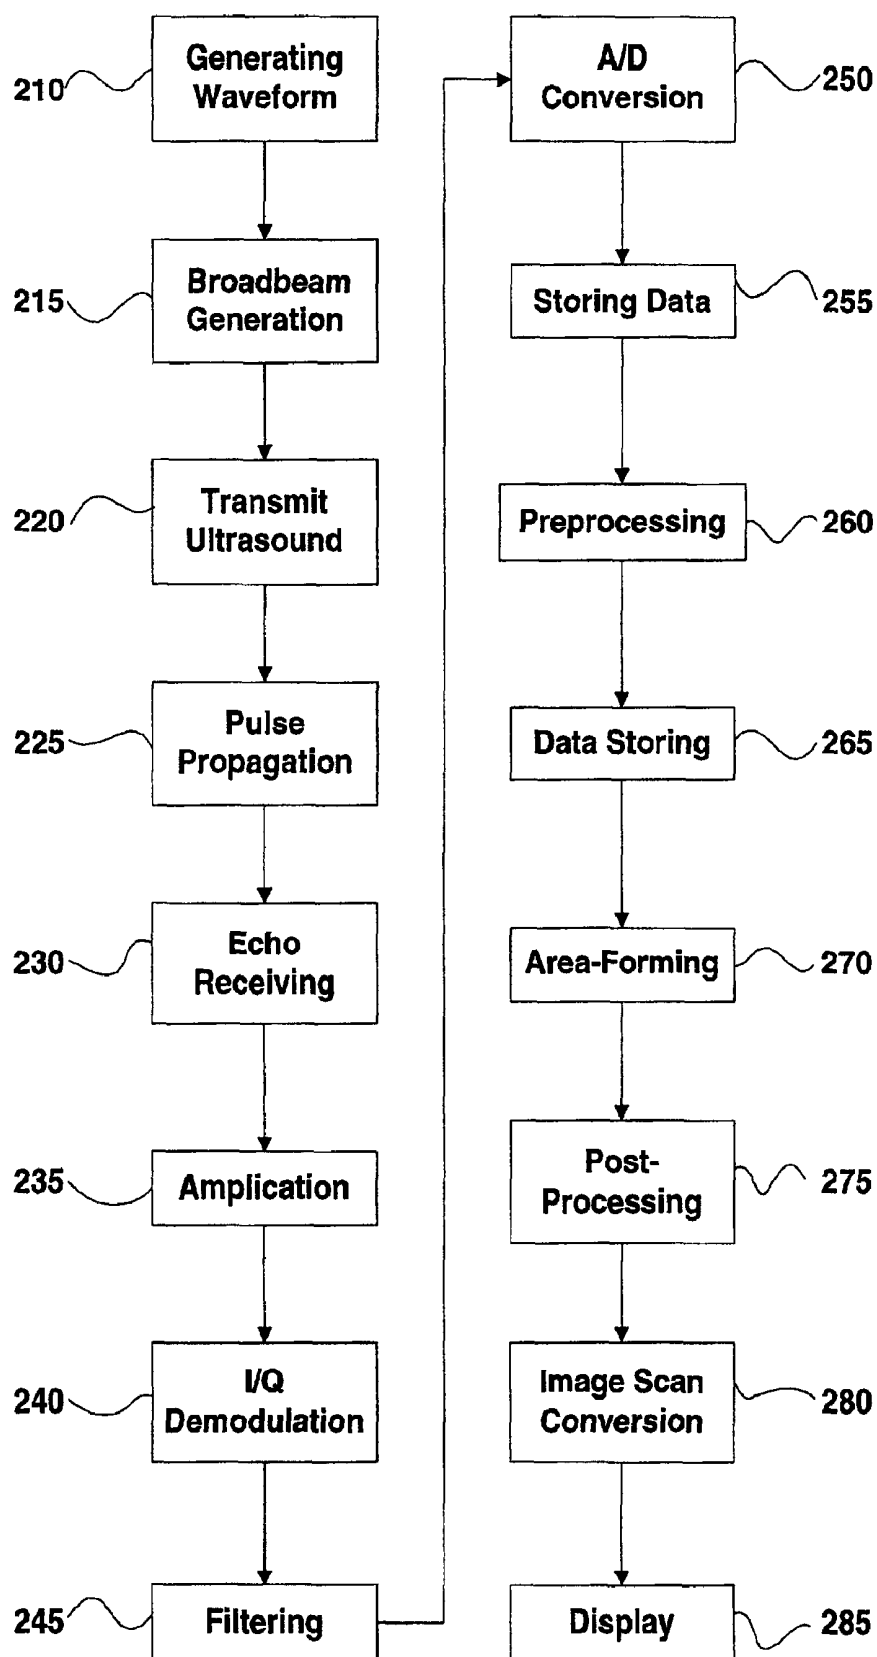 210
Generating
Waveform
215
Broadbeam
Generation
220
Transmit
Ultrasound
225
Pulse
Propagation
230
Echo
Receiving
235
Amplication
240
I/Q
Demodulation
245
Filtering
A/D
Conversion
250
Storing Data
255
Preprocessing
260
Data Storing
265
Area-Forming
270
Post-
Processing
275
Image Scan
Conversion
280
Display
285